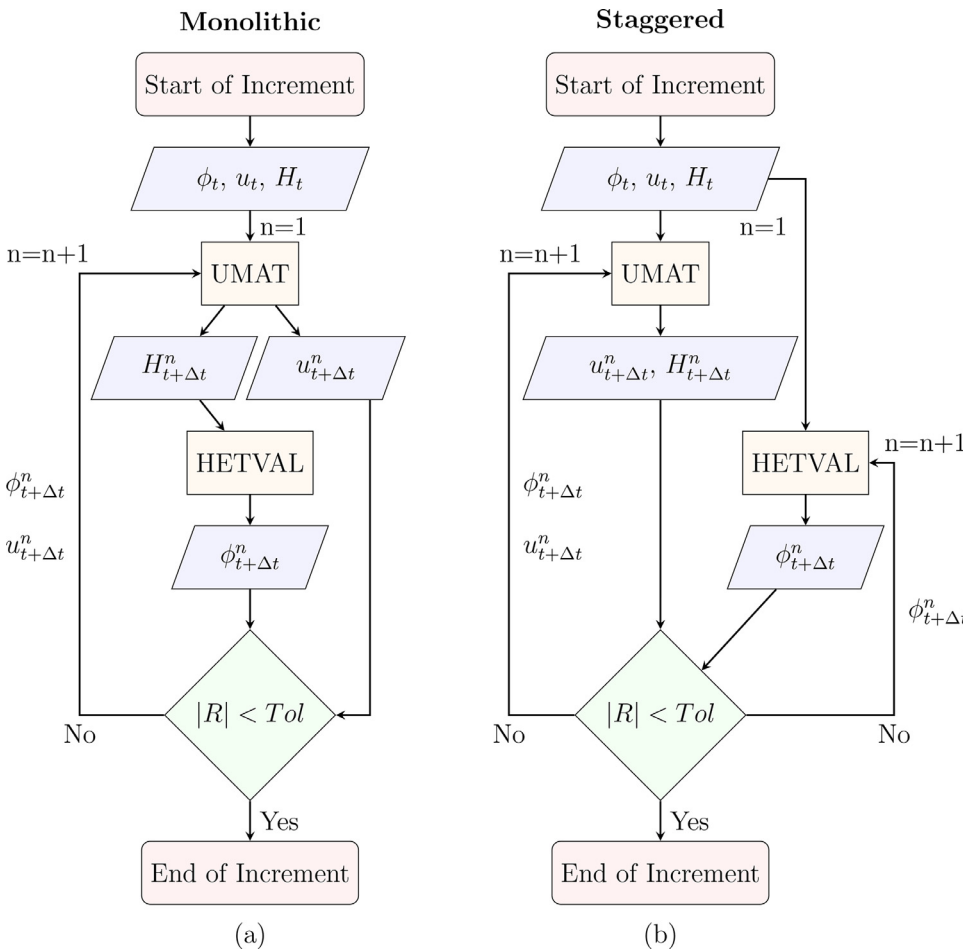 Monolithic
Start of Increment
ϕ_t, u_t, H_t
n=1
n=n+1
UMAT
H^n_{t+Δt}
u^n_{t+Δt}
HETVAL
ϕ^n_{t+Δt}
u^n_{t+Δt}
ϕ^n_{t+Δt}
|R| < Tol
No
Yes
End of Increment
(a)
Staggered
Start of Increment
ϕ_t, u_t, H_t
n=1
n=n+1
UMAT
u^n_{t+Δt}, H^n_{t+Δt}
n=n+1
HETVAL
ϕ^n_{t+Δt}
u^n_{t+Δt}
ϕ^n_{t+Δt}
ϕ^n_{t+Δt}
|R| < Tol
No
No
Yes
End of Increment
(b)